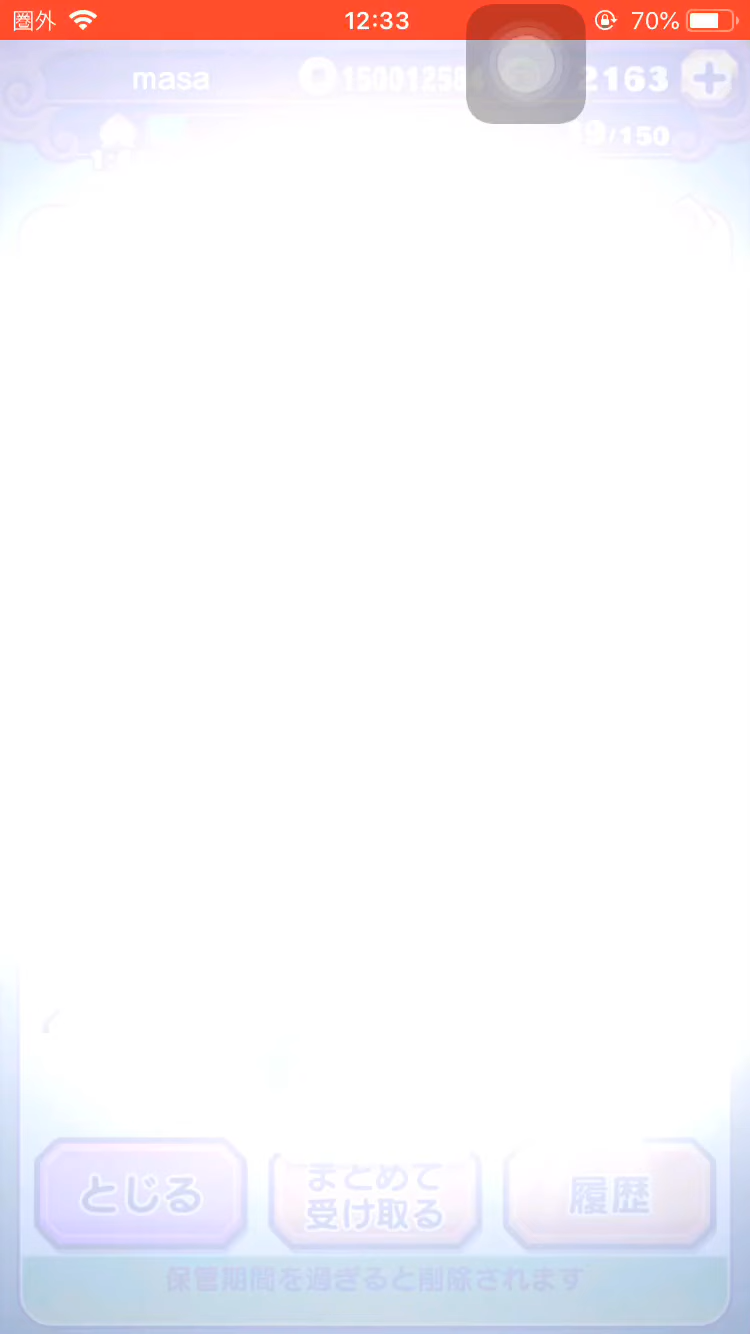 圏外 12:33 70%
masa 2163
/150
とじる
まとめて
受け取る
履歴
保管期間を過ぎると削除されます